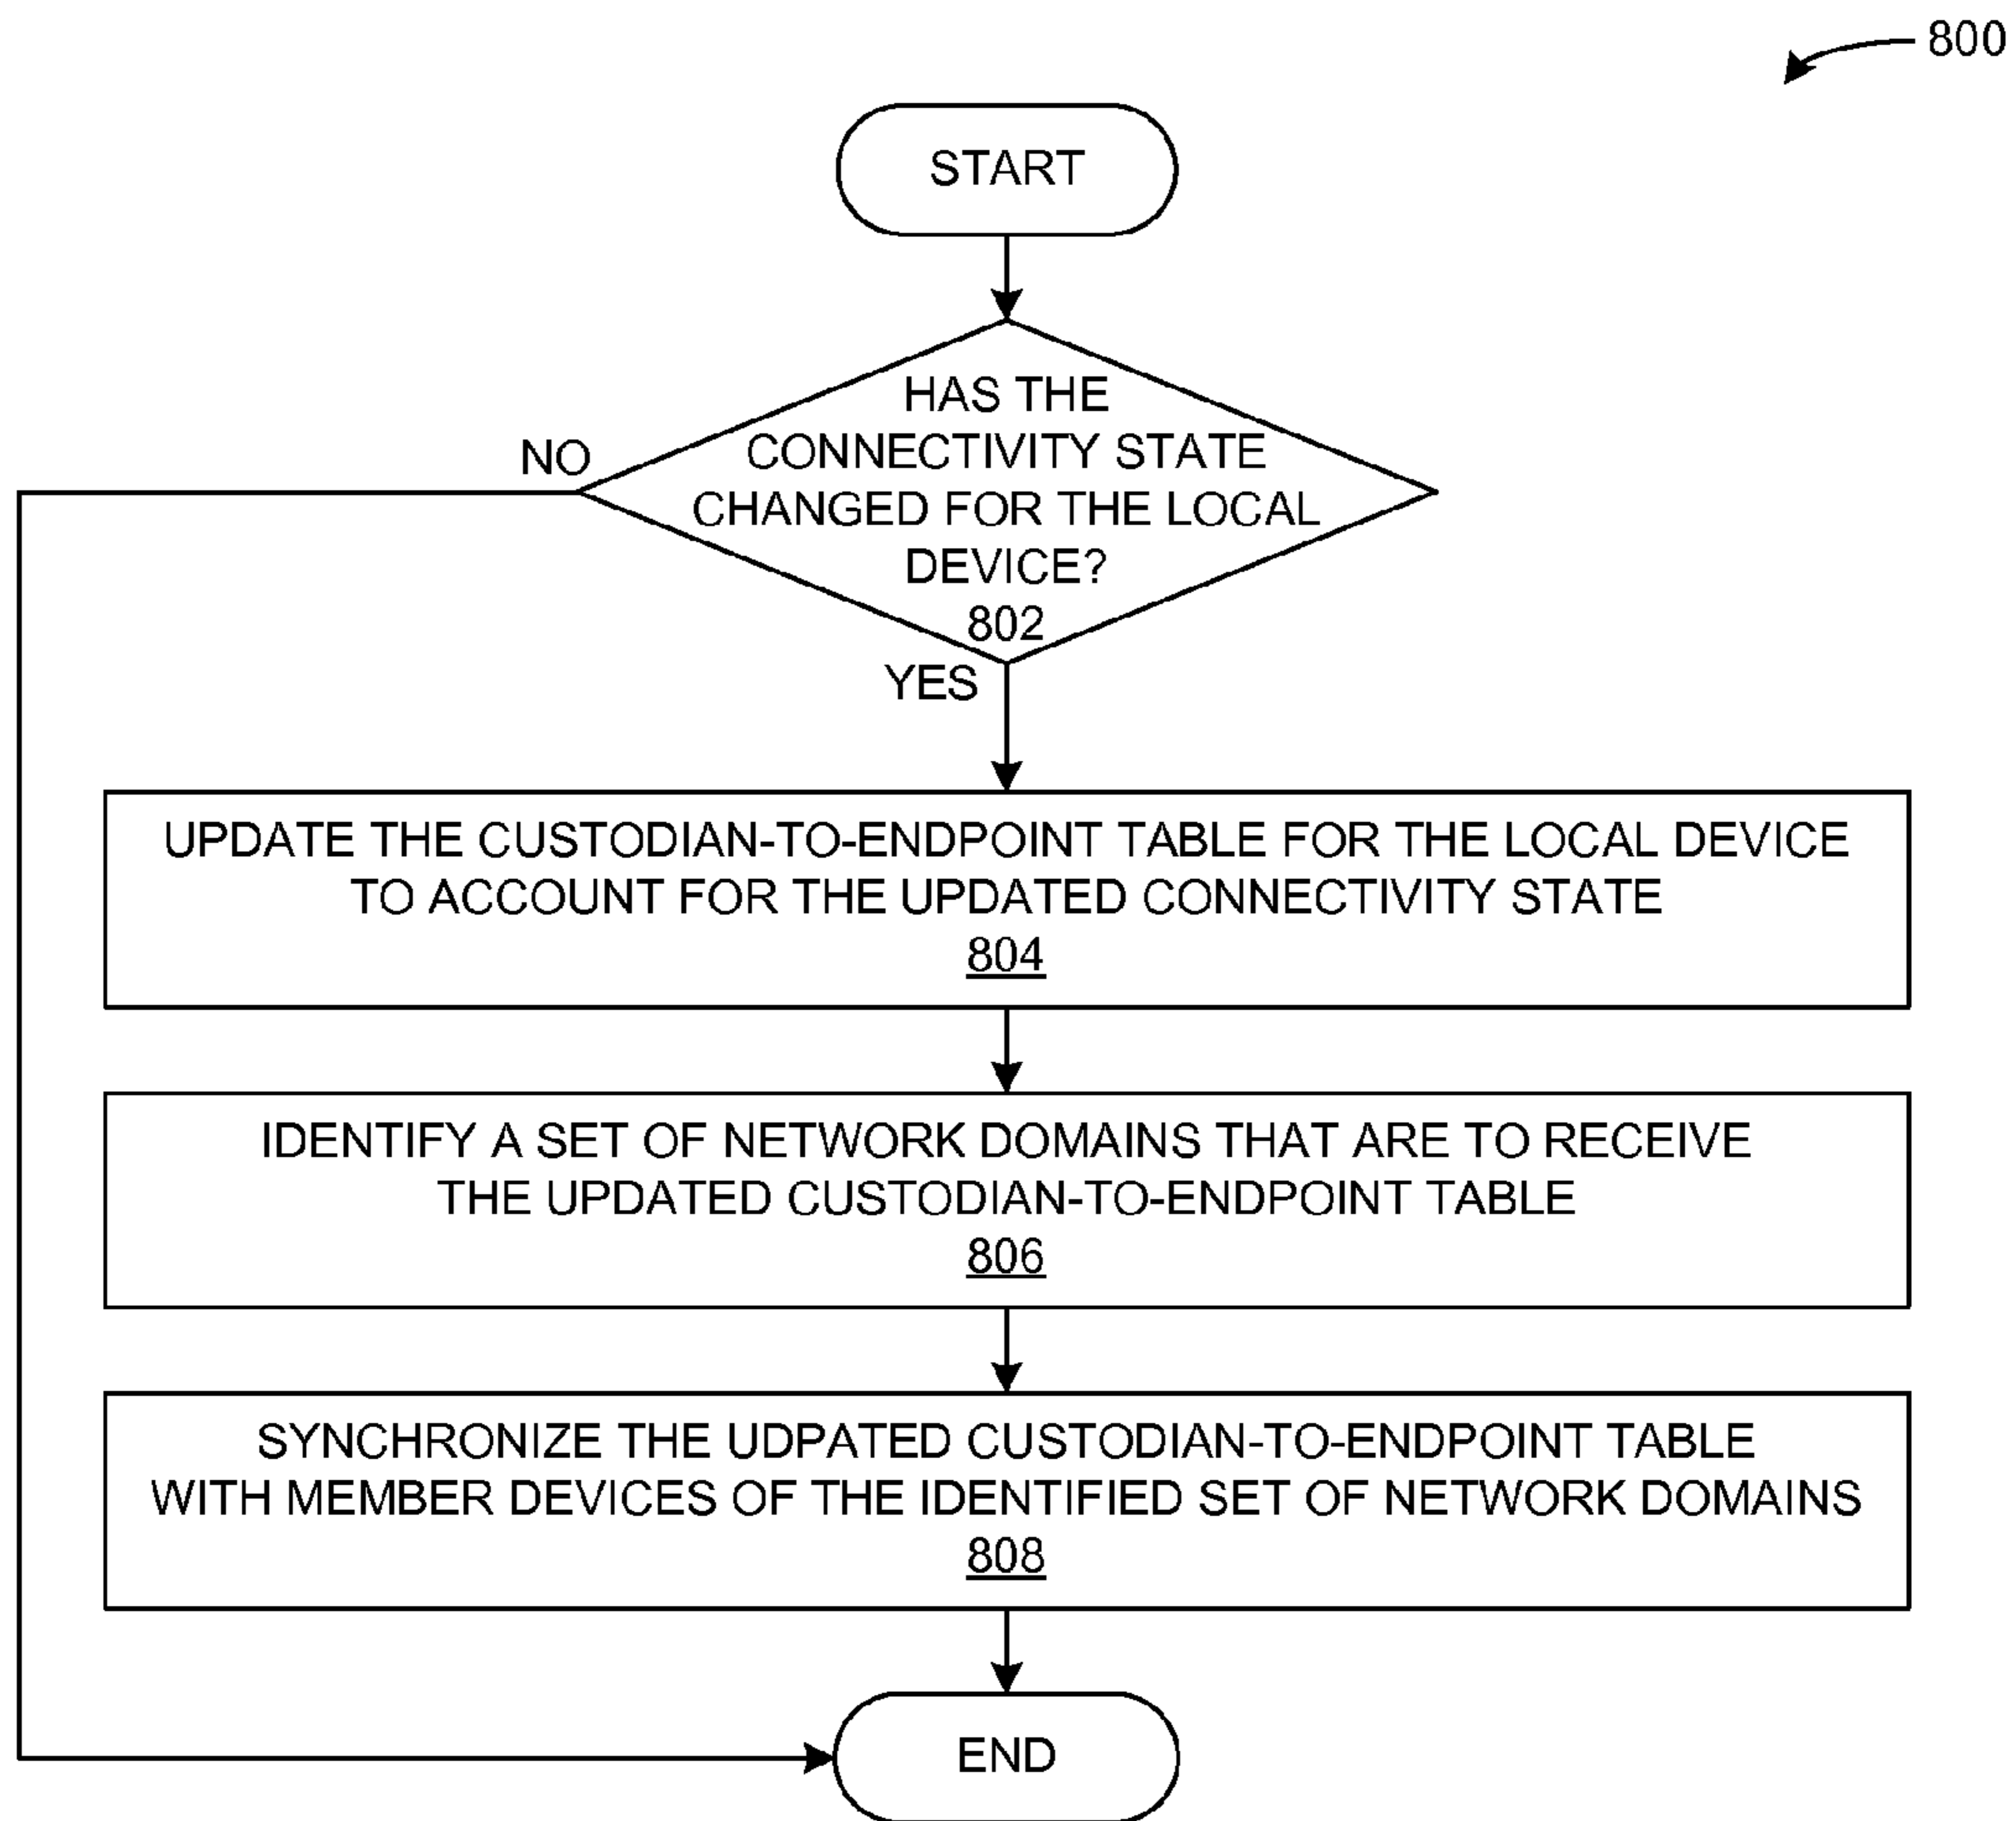 800
START
HAS THE
CONNECTIVITY STATE
CHANGED FOR THE LOCAL
DEVICE?
802
NO
YES
UPDATE THE CUSTODIAN-TO-ENDPOINT TABLE FOR THE LOCAL DEVICE
TO ACCOUNT FOR THE UPDATED CONNECTIVITY STATE
804
IDENTIFY A SET OF NETWORK DOMAINS THAT ARE TO RECEIVE
THE UPDATED CUSTODIAN-TO-ENDPOINT TABLE
806
SYNCHRONIZE THE UDPATED CUSTODIAN-TO-ENDPOINT TABLE
WITH MEMBER DEVICES OF THE IDENTIFIED SET OF NETWORK DOMAINS
808
END